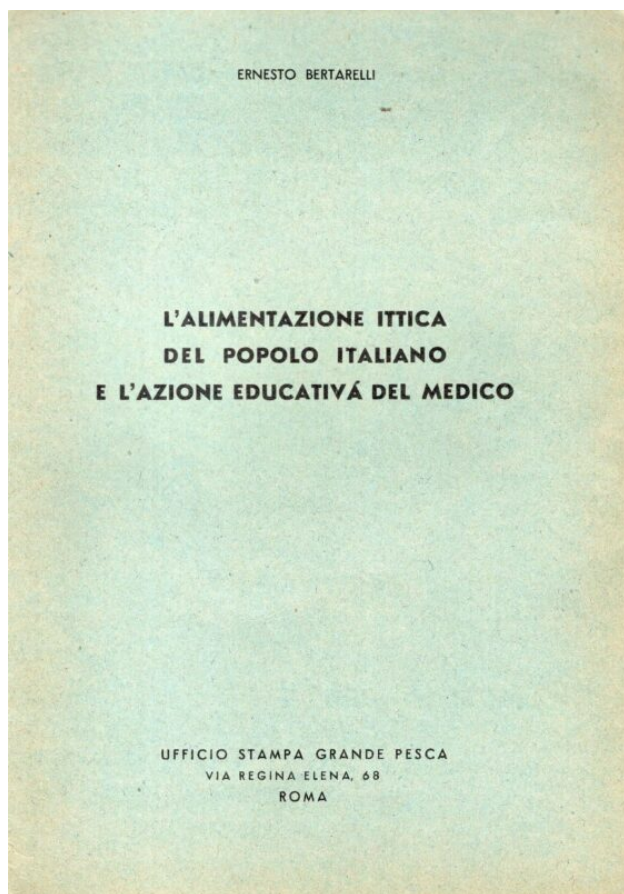 ERNESTO BERTARELLI
L'ALIMENTAZIONE ITTICA
DEL POPOLO ITALIANO
E L'AZIONE EDUCATIVÁ DEL MEDICO
UFFICIO STAMPA GRANDE PESCA
VIA REGINA ELENA, 68
ROMA